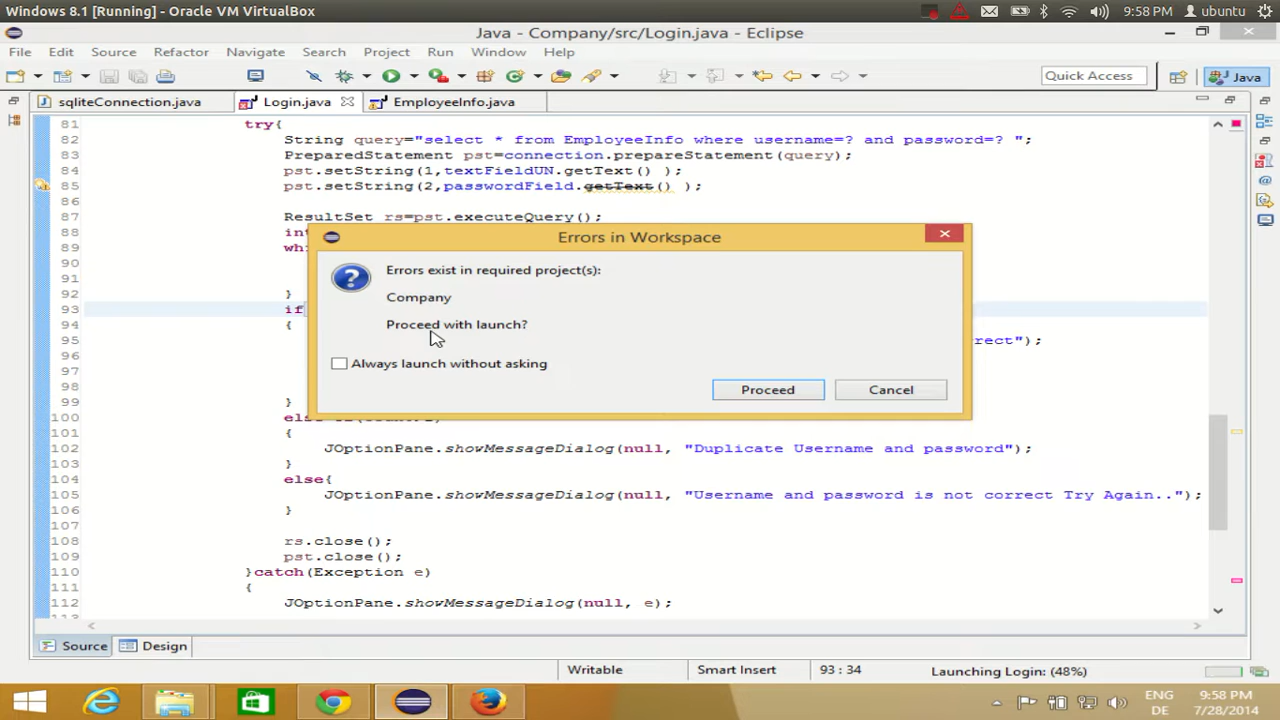 Windows 8.1 [Running] - Oracle VM VirtualBox
9:58 PM
ubuntu
Java - Company/src/Login.java - Eclipse
File Edit Source Refactor Navigate Search Project Run Window Help
Quick Access
Java
sqliteConnection.java
Login.java
EmployeeInfo.java
81 try{
82 String query="select * from EmployeeInfo where username=? and password=? ";
83 PreparedStatement pst=connection.prepareStatement(query);
84 pst.setString(1,textFieldUN.getText() );
85 pst.setString(2,passwordField.getText() );
86
87 ResultSet rs=pst.executeQuery();
88 int
89 whi
90
91
92 }
93 if
94 {
95 rect");
96
97
98
99 }
100 else
101 {
102 JOptionPane.showMessageDialog(null, "Duplicate Username and password");
103 }
104 else{
105 JOptionPane.showMessageDialog(null, "Username and password is not correct Try Again..");
106 }
107
108 rs.close();
109 pst.close();
110 }catch(Exception e)
111 {
112 JOptionPane.showMessageDialog(null, e);
Errors in Workspace
Errors exist in required project(s):
Company
Proceed with launch?
Always launch without asking
Proceed
Cancel
Source
Design
Writable
Smart Insert
93 : 34
Launching Login: (48%)
ENG
DE
9:58 PM
7/28/2014